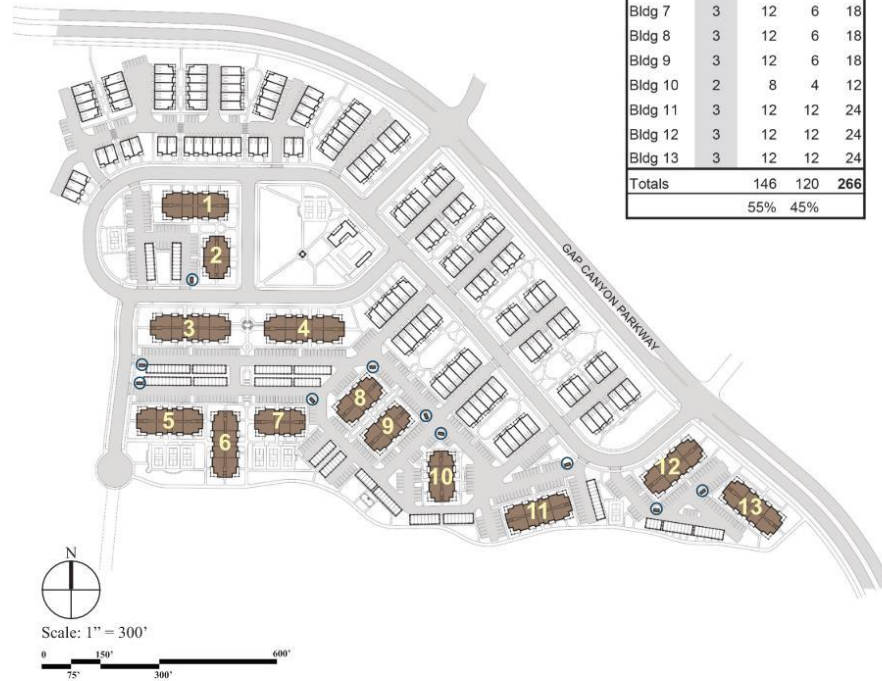 Bldg 7 3 12 6 18
Bldg 8 3 12 6 18
Bldg 9 3 12 6 18
Bldg 10 2 8 4 12
Bldg 11 3 12 12 24
Bldg 12 3 12 12 24
Bldg 13 3 12 12 24
Totals 146 120 266
55% 45%
1
2
GAP CANYON PARKWAY
3
4
5
6
7
8
9
10
11
12
13
N
Scale: 1” = 300’
0 150’ 600’
75’ 300’